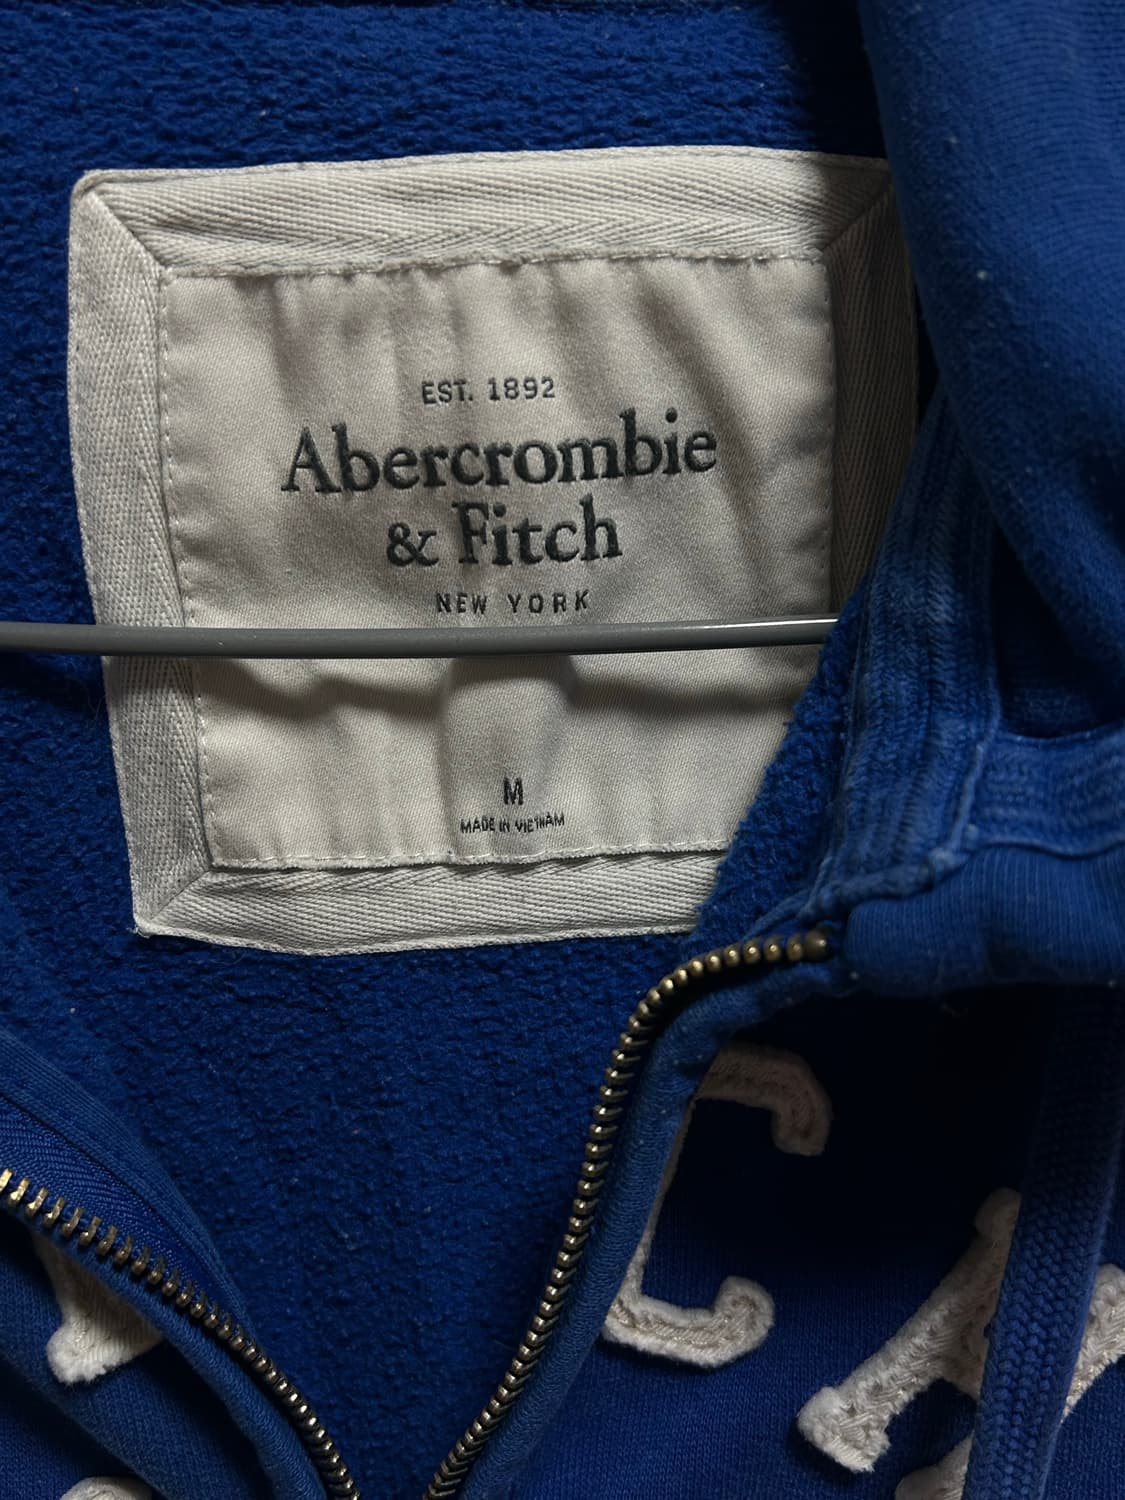 EST. 1892
Abercrombie
& Fitch
NEW YORK
M
MADE IN VIETNAM